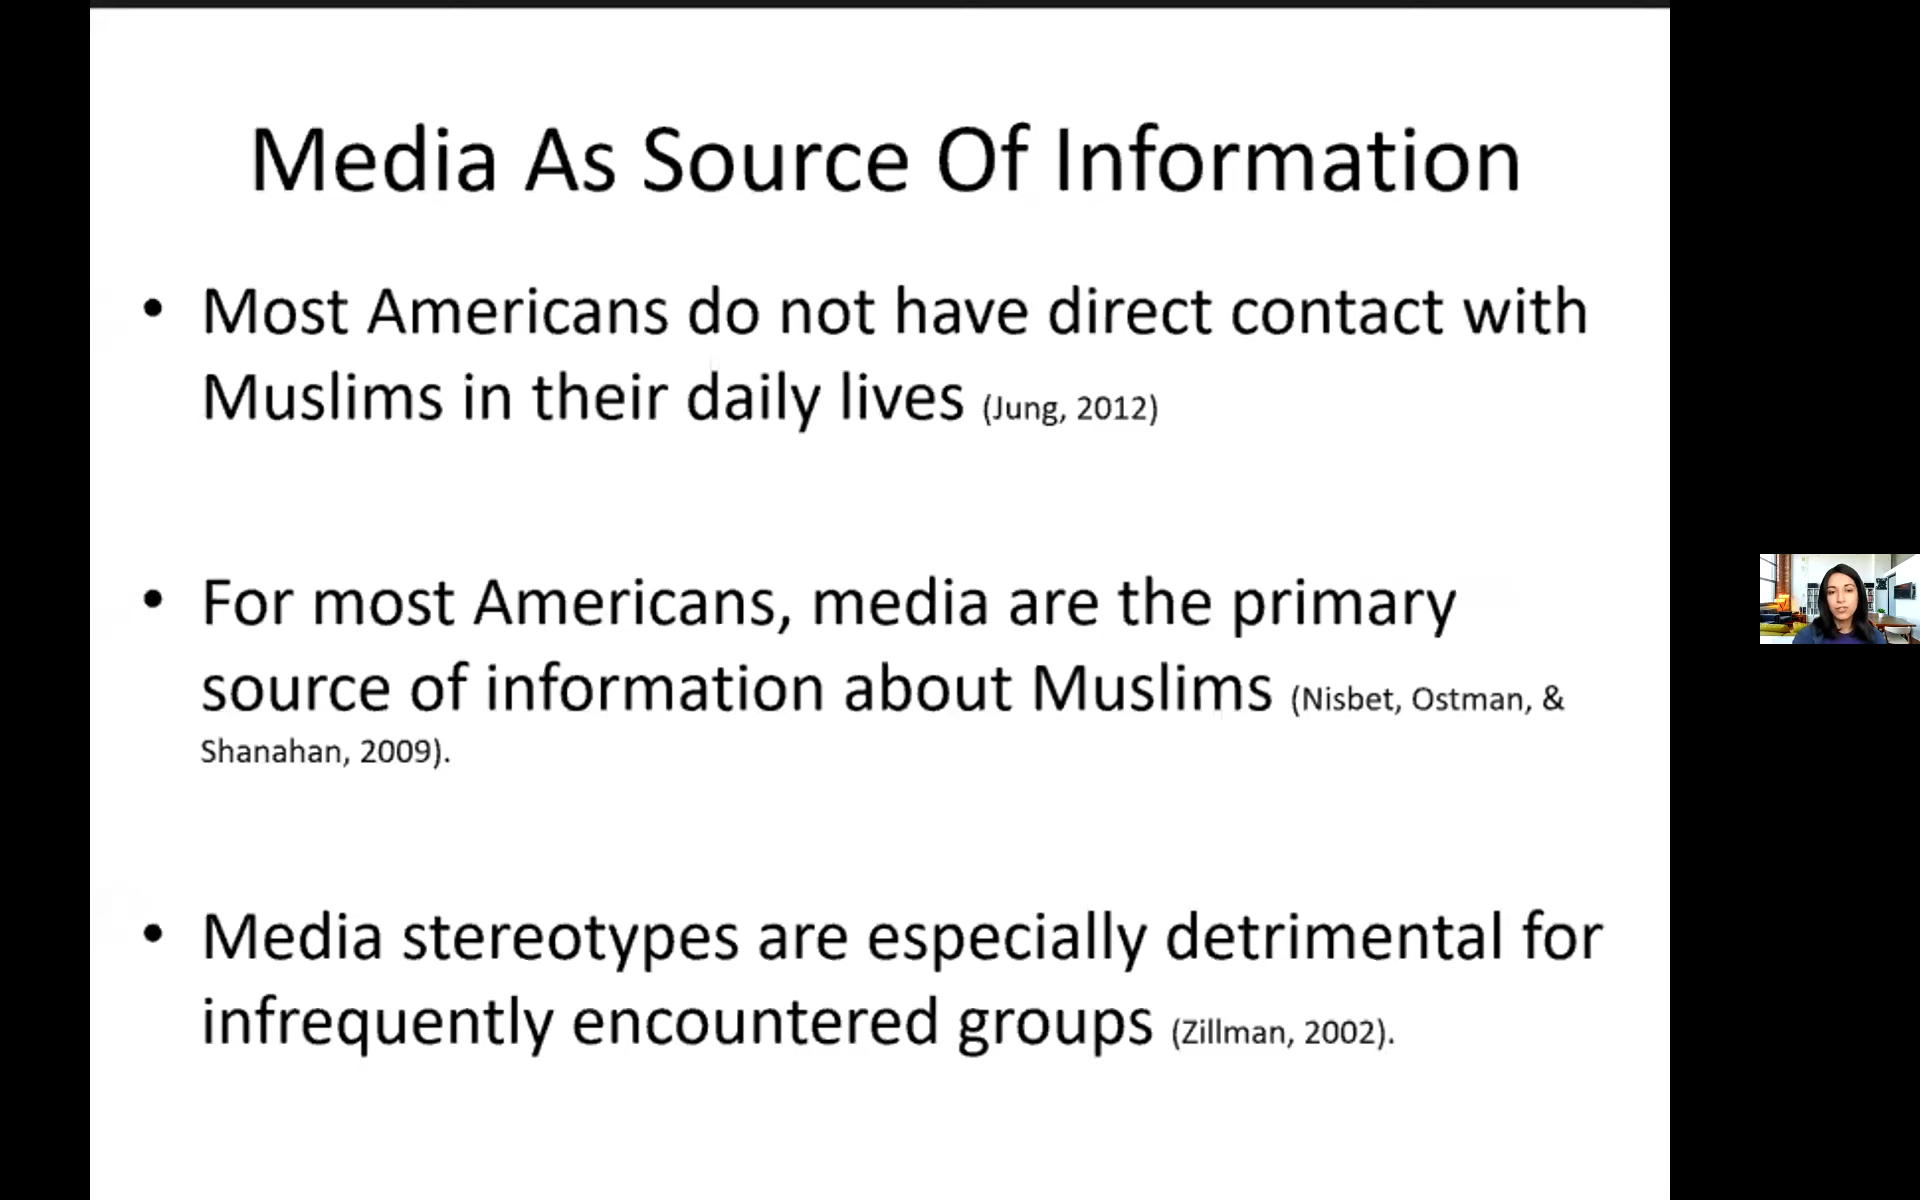 Media As Source Of Information
• Most Americans do not have direct contact with
Muslims in their daily lives (Jung, 2012)
• For most Americans, media are the primary
source of information about Muslims (Nisbet, Ostman, &
Shanahan, 2009).
• Media stereotypes are especially detrimental for
infrequently encountered groups (Zillman, 2002).